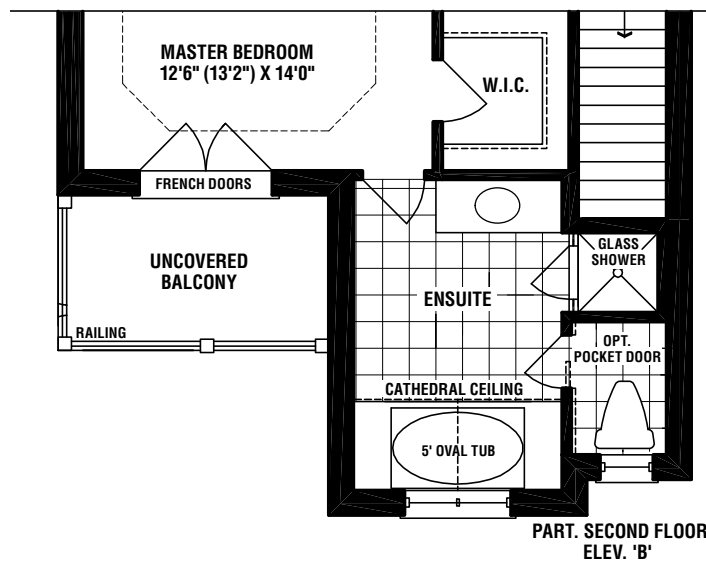 MASTER BEDROOM
12'6" (13'2") X 14'0"
W.I.C.
FRENCH DOORS
UNCOVERED
BALCONY
RAILING
GLASS
SHOWER
ENSUITE
OPT.
POCKET DOOR
CATHEDRAL CEILING
5' OVAL TUB
PART. SECOND FLOOR
ELEV. 'B'